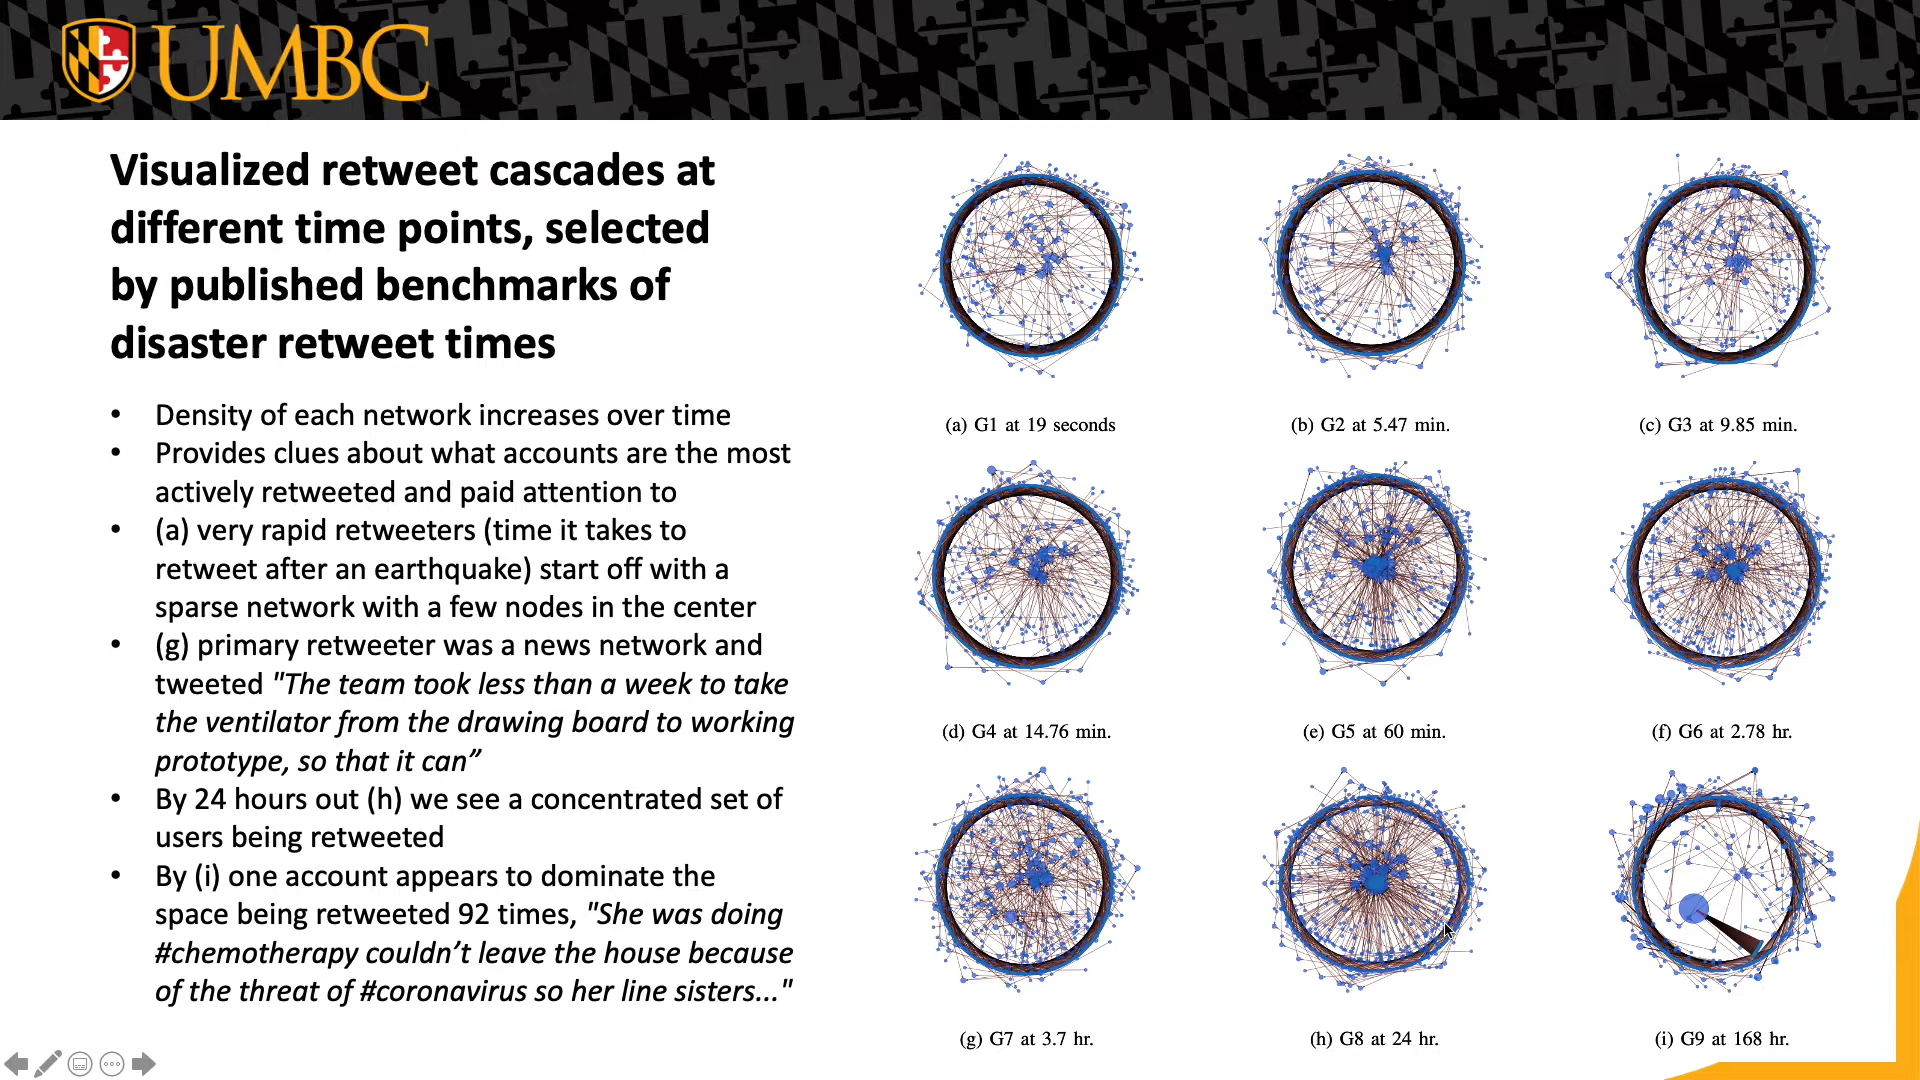 UMBC
Visualized retweet cascades at
different time points, selected
by published benchmarks of
disaster retweet times
• Density of each network increases over time
• Provides clues about what accounts are the most
actively retweeted and paid attention to
• (a) very rapid retweeters (time it takes to
retweet after an earthquake) start off with a
sparse network with a few nodes in the center
• (g) primary retweeter was a news network and
tweeted "The team took less than a week to take
the ventilator from the drawing board to working
prototype, so that it can”
• By 24 hours out (h) we see a concentrated set of
users being retweeted
• By (i) one account appears to dominate the
space being retweeted 92 times, "She was doing
#chemotherapy couldn’t leave the house because
of the threat of #coronavirus so her line sisters..."
(a) G1 at 19 seconds
(b) G2 at 5.47 min.
(c) G3 at 9.85 min.
(d) G4 at 14.76 min.
(e) G5 at 60 min.
(f) G6 at 2.78 hr.
(g) G7 at 3.7 hr.
(h) G8 at 24 hr.
(i) G9 at 168 hr.